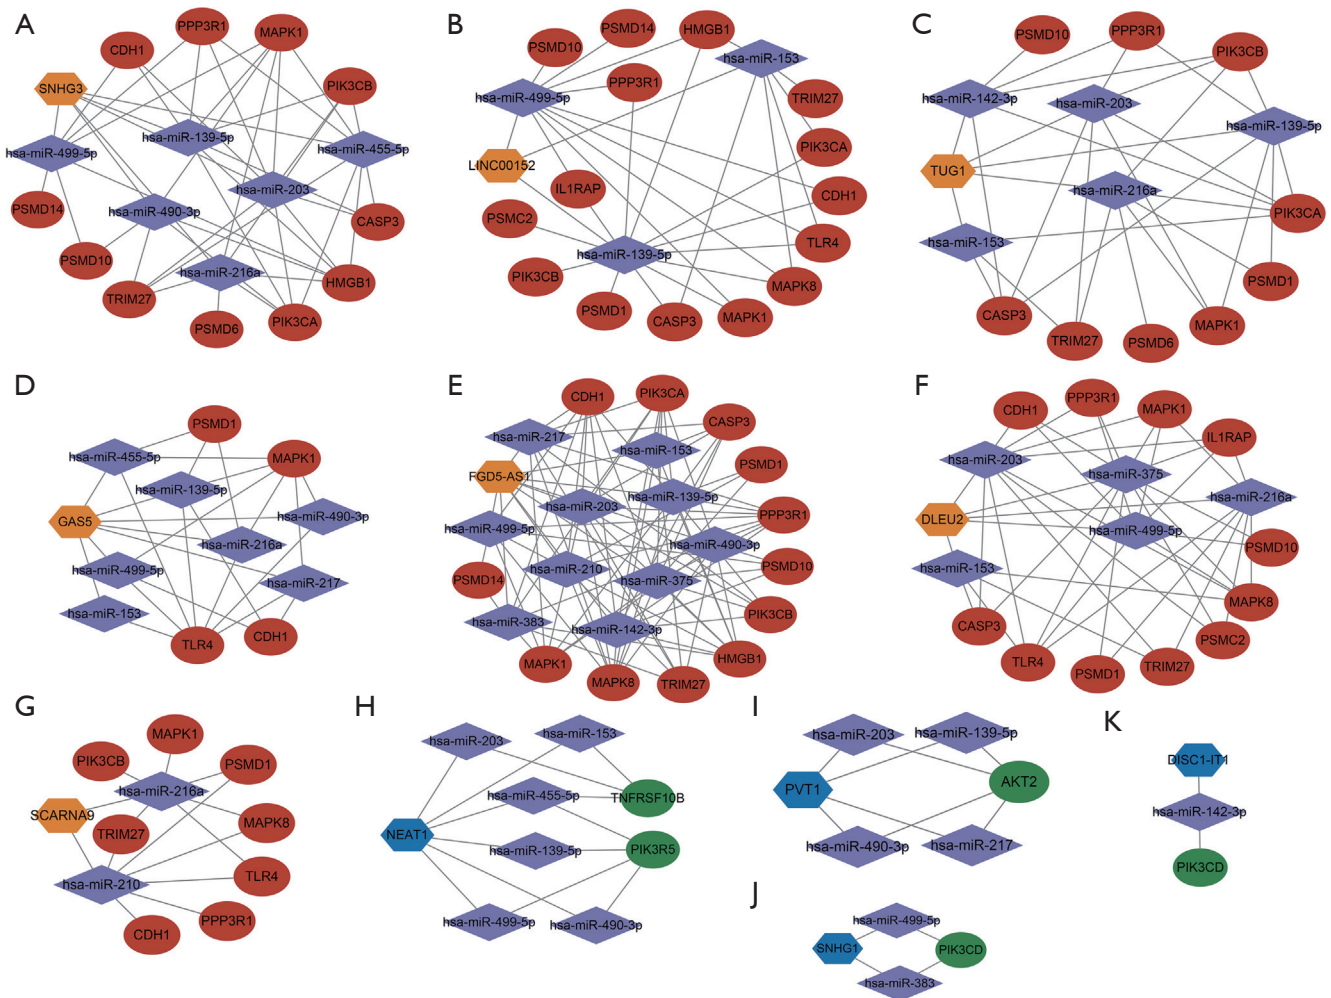 A
PPP3R1
MAPK1
CDH1
SNHG3
PIK3CB
hsa-miR-139-5p
hsa-miR-499-5p
hsa-miR-455-5p
hsa-miR-203
PSMD14
hsa-miR-490-3p
CASP3
PSMD10
hsa-miR-216a
HMGB1
TRIM27
PSMD6
PIK3CA
B
PSMD14
HMGB1
PSMD10
hsa-miR-153
PPP3R1
hsa-miR-499-5p
TRIM27
PIK3CA
LINC00152
IL1RAP
CDH1
PSMC2
TLR4
hsa-miR-139-5p
PIK3CB
MAPK8
PSMD1
CASP3
MAPK1
C
PSMD10
PPP3R1
PIK3CB
hsa-miR-142-3p
hsa-miR-203
hsa-miR-139-5p
TUG1
hsa-miR-216a
PIK3CA
hsa-miR-153
PSMD1
CASP3
MAPK1
TRIM27
PSMD6
D
PSMD1
hsa-miR-455-5p
MAPK1
hsa-miR-139-5p
GAS5
hsa-miR-490-3p
hsa-miR-216a
hsa-miR-499-5p
hsa-miR-217
hsa-miR-153
TLR4
CDH1
E
CDH1
PIK3CA
CASP3
hsa-miR-217
hsa-miR-153
PSMD1
FGD5-AS1
hsa-miR-139-5p
hsa-miR-203
PPP3R1
hsa-miR-499-5p
hsa-miR-490-3p
PSMD10
hsa-miR-210
PSMD14
hsa-miR-375
PIK3CB
hsa-miR-383
hsa-miR-142-3p
HMGB1
MAPK1
MAPK8
TRIM27
F
CDH1
PPP3R1
MAPK1
IL1RAP
hsa-miR-203
hsa-miR-375
hsa-miR-216a
DLEU2
hsa-miR-499-5p
PSMD10
hsa-miR-153
MAPK8
CASP3
PSMC2
TLR4
PSMD1
TRIM27
G
MAPK1
PIK3CB
PSMD1
hsa-miR-216a
SCARNA9
MAPK8
TRIM27
TLR4
hsa-miR-210
PPP3R1
CDH1
H
hsa-miR-203
hsa-miR-153
hsa-miR-455-5p
TNFRSF10B
NEAT1
hsa-miR-139-5p
PIK3R5
hsa-miR-499-5p
hsa-miR-490-3p
I
hsa-miR-203
hsa-miR-139-5p
PVT1
AKT2
hsa-miR-490-3p
hsa-miR-217
J
hsa-miR-499-5p
SNHG1
PIK3CD
hsa-miR-383
K
DISC1-IT1
hsa-miR-142-3p
PIK3CD